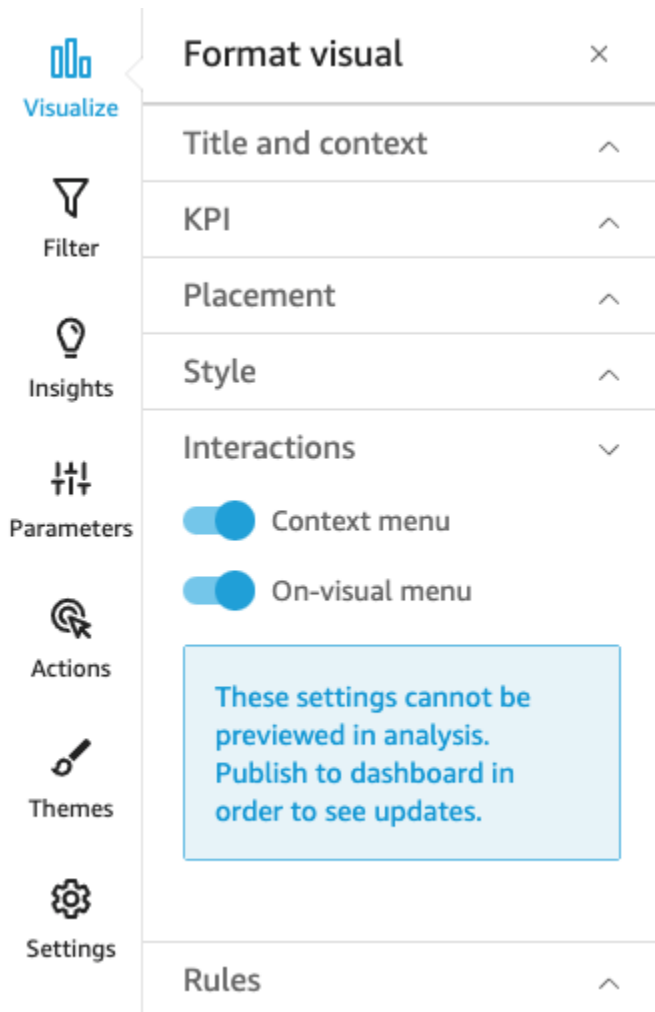 Visualize
Filter
Insights
Parameters
Actions
Themes
Settings
Format visual
Title and context
KPI
Placement
Style
Interactions
Context menu
On-visual menu
These settings cannot be
previewed in analysis.
Publish to dashboard in
order to see updates.
Rules